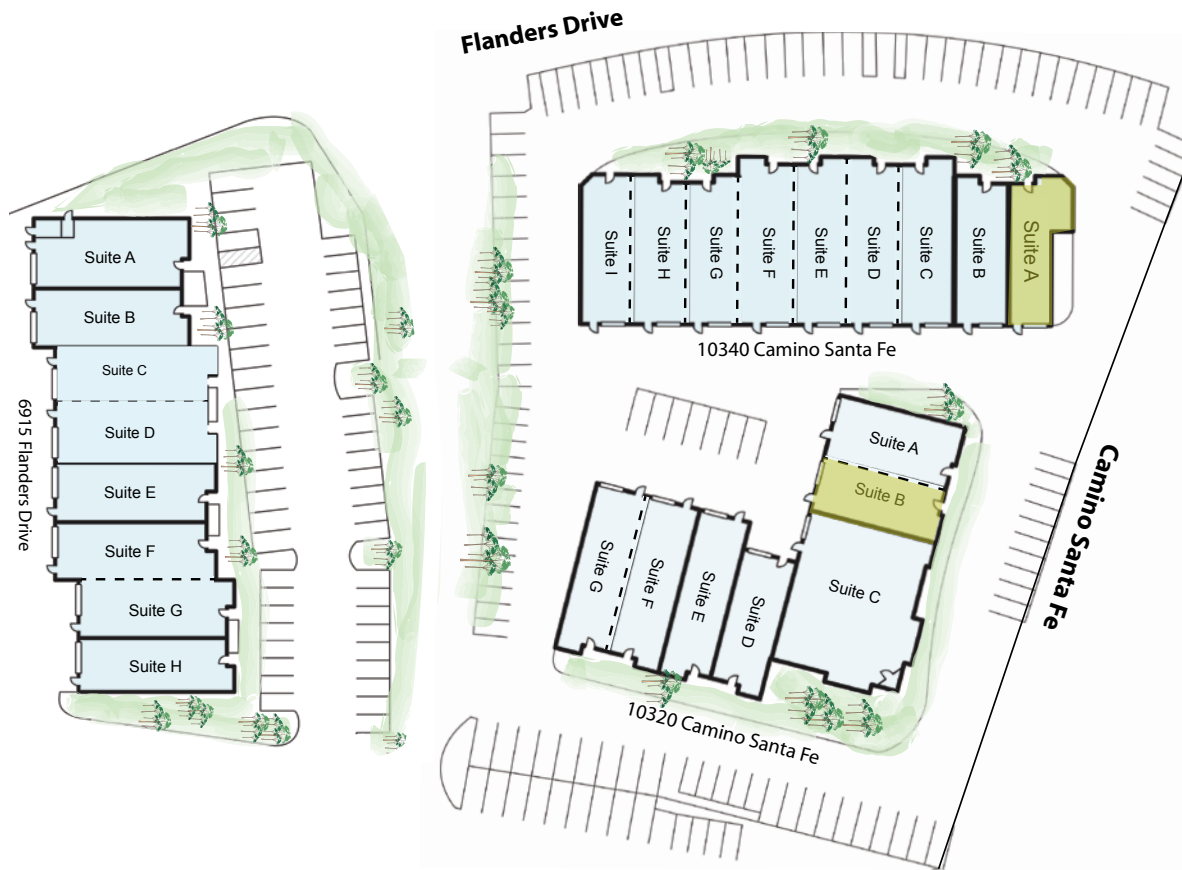 Flanders Drive
Suite A
Suite B
Suite C
Suite D
Suite E
Suite F
Suite G
Suite H
6915 Flanders Drive
Suite I
Suite H
Suite G
Suite F
Suite E
Suite D
Suite C
Suite B
Suite A
10340 Camino Santa Fe
Suite A
Suite B
Suite C
Suite D
Suite E
Suite F
Suite G
10320 Camino Santa Fe
Camino Santa Fe